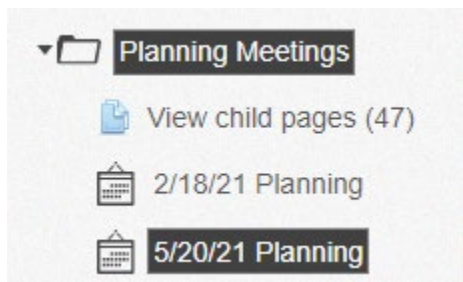 Planning Meetings
View child pages (47)
2/18/21 Planning
5/20/21 Planning